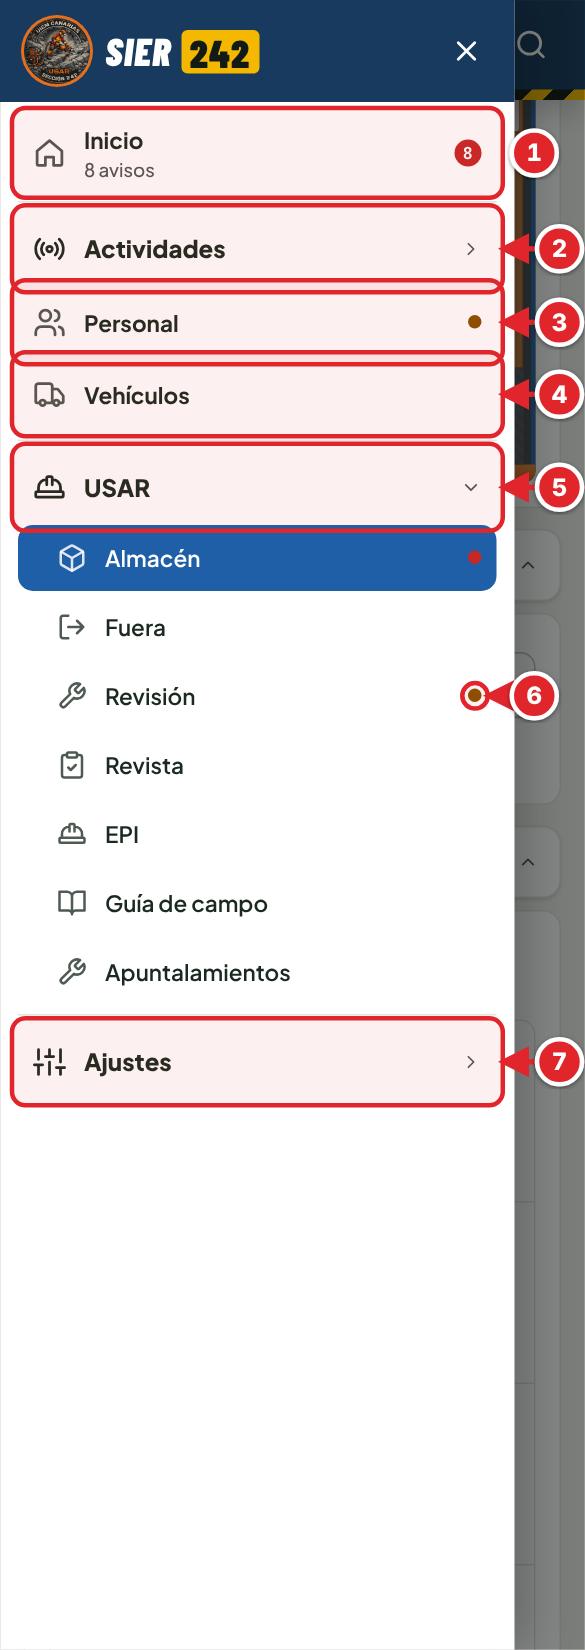 SIER 242
Inicio
8 avisos
8
1
Actividades
2
Personal
3
Vehículos
4
USAR
5
Almacén
Fuera
Revisión
6
Revista
EPI
Guía de campo
Apuntalamientos
Ajustes
7